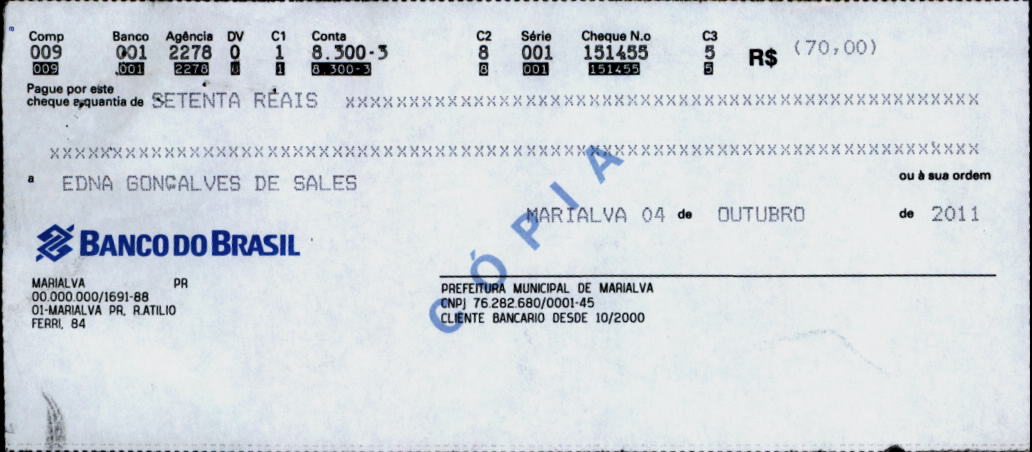 Comp Banco Agência DV C1 Conta C2 Série Cheque N.o C3
009 001 2278 0 1 8.300-3 8 001 151455 5 R$ (70,00)
009 001 2278 0 1 8.300-3 8 001 151455 5
Pague por este
cheque a quantia de SETENTA REAIS XXXXXXXXXXXXXXXXXXXXXXXXXXXXXXXXXXXXXXXXXXXXXXXXXX
XXXXXXXXXXXXXXXXXXXXXXXXXXXXXXXXXXXXXXXXXXXXXXXXXXXXXXXXXXXXXXXXXXXXXXXXXX
a EDNA GONÇALVES DE SALES ou à sua ordem
MARIALVA 04 de OUTUBRO de 2011
BANCO DO BRASIL
MARIALVA PR
00.000.000/1691-88
01-MARIALVA PR. R.ATILIO
FERRI, 84
PREFEITURA MUNICIPAL DE MARIALVA
CNPJ 76.282.680/0001-45
CLIENTE BANCARIO DESDE 10/2000
CÓPIA